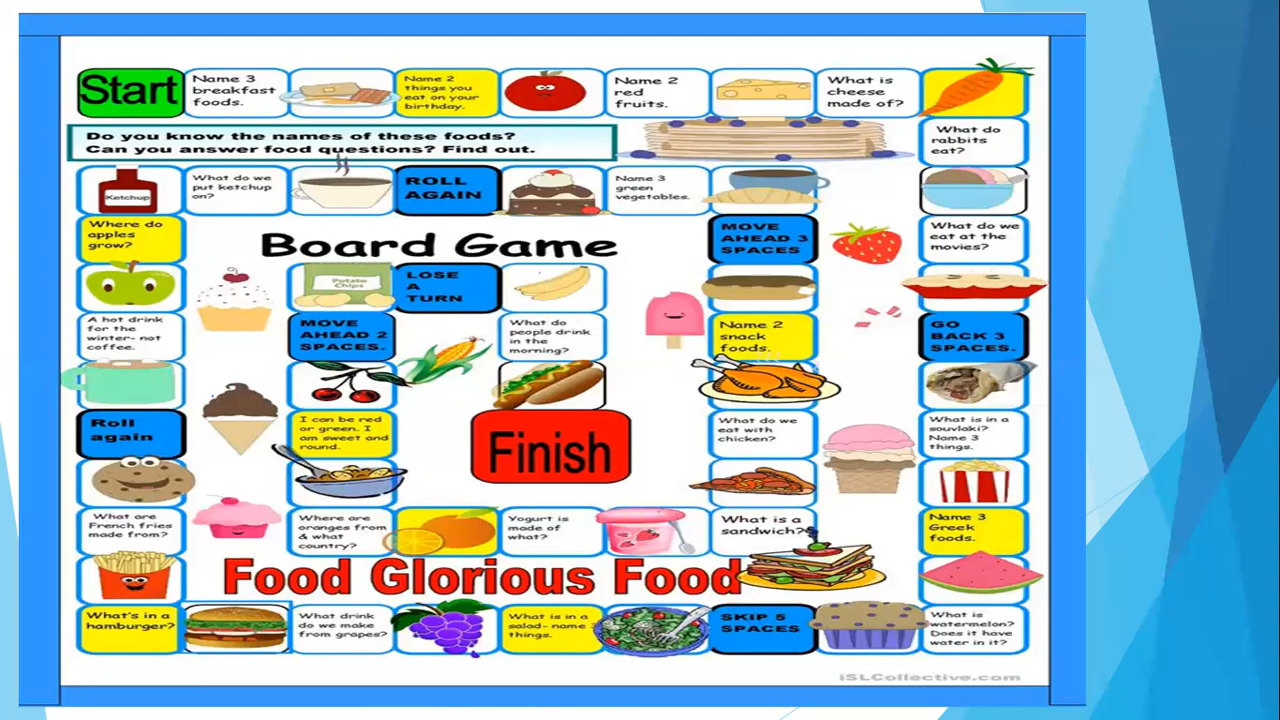 Start
Name 3
breakfast
foods.
Name 2
things you
eat on your
birthday.
Name 2
red
fruits.
What is
cheese
made of?
Do you know the names of these foods?
Can you answer food questions? Find out.
What do
rabbits
eat?
Ketchup
What do we
put ketchup
on?
ROLL
AGAIN
Name 3
green
vegetables.
Where do
apples
grow?
Board Game
MOVE
AHEAD 3
SPACES
What do we
eat at the
movies?
Potato
Chips
LOSE
A
TURN
A hot drink
for the
winter- not
coffee.
MOVE
AHEAD 2
SPACES.
What do
people drink
in the
morning?
Name 2
snack
foods.
GO
BACK 3
SPACES.
Roll
again
I can be red
or green. I
am sweet and
round.
Finish
What do we
eat with
chicken?
What is in a
souvlaki?
Name 3
things.
What are
French fries
made from?
Where are
oranges from
& what
country?
Yogurt is
made of
what?
What is a
sandwich?
Name 3
Greek
foods.
Food Glorious Food
What's in a
hamburger?
What drink
do we make
from grapes?
What is in a
salad- name 3
things.
SKIP 5
SPACES
What is
watermelon?
Does it have
water in it?
iSLCollective.com